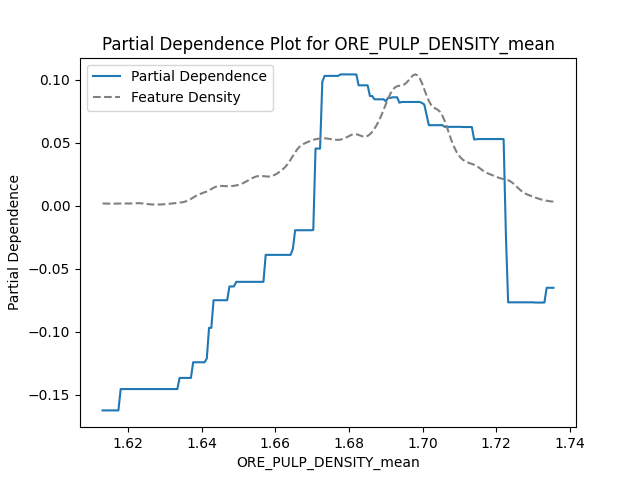 Partial Dependence Plot for ORE_PULP_DENSITY_mean
Partial Dependence
Feature Density
0.10
0.05
0.00
−0.05
−0.10
−0.15
Partial Dependence
1.62 1.64 1.66 1.68 1.70 1.72 1.74
ORE_PULP_DENSITY_mean